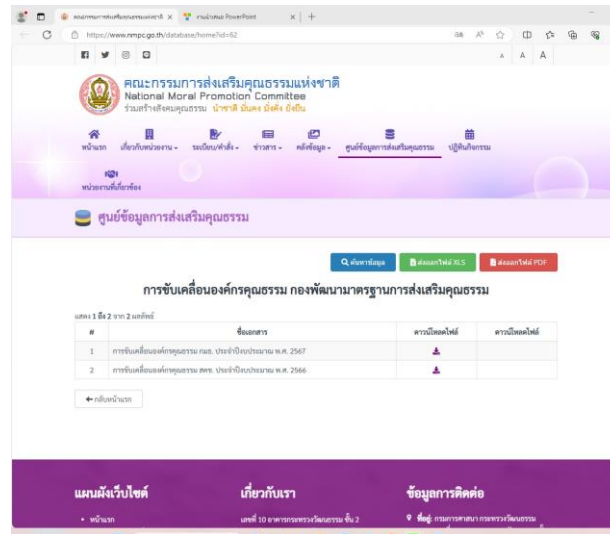 คณะกรรมการส่งเสริมคุณธรรมแห่งชาติ
งานนำเสนอ PowerPoint
https://www.nmpc.go.th/database/home?id=62
A A A
คณะกรรมการส่งเสริมคุณธรรมแห่งชาติ
National Moral Promotion Committee
ร่วมสร้างสังคมคุณธรรม นำชาติ มั่นคง มั่งคั่ง ยั่งยืน
หน้าแรก เกี่ยวกับหน่วยงาน ระเบียบ/คำสั่ง ข่าวสาร คลังข้อมูล ศูนย์ข้อมูลการส่งเสริมคุณธรรม ปฏิทินกิจกรรม
หน่วยงานที่เกี่ยวข้อง
ศูนย์ข้อมูลการส่งเสริมคุณธรรม
ค้นหาข้อมูล ส่งออกไฟล์ XLS ส่งออกไฟล์ PDF
การขับเคลื่อนองค์กรคุณธรรม กองพัฒนามาตรฐานการส่งเสริมคุณธรรม
แสดง 1 ถึง 2 จาก 2 ผลลัพธ์
# ชื่อเอกสาร ดาวน์โหลดไฟล์ ดาวน์โหลดไฟล์
1 การขับเคลื่อนองค์กรคุณธรรม กมธ. ประจำปีงบประมาณ พ.ศ. 2567
2 การขับเคลื่อนองค์กรคุณธรรม สคช. ประจำปีงบประมาณ พ.ศ. 2566
กลับหน้าแรก
แผนผังเว็บไซต์ เกี่ยวกับเรา ข้อมูลการติดต่อ
หน้าแรก เลขที่ 10 อาคารกระทรวงวัฒนธรรม ชั้น 2 ที่อยู่: กรมการศาสนา กระทรวงวัฒนธรรม